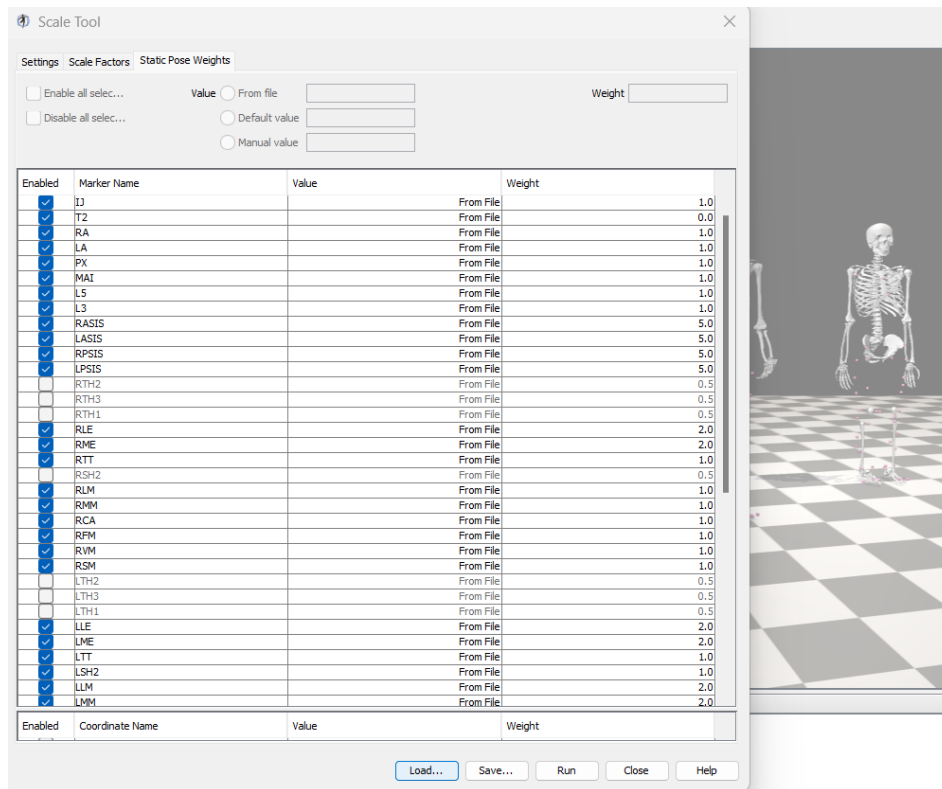 Scale Tool
Settings Scale Factors Static Pose Weights
Enable all selec... Value From file Weight
Disable all selec... Default value
Manual value
Enabled Marker Name Value Weight
IJ From File 1.0
T2 From File 0.0
RA From File 1.0
LA From File 1.0
PX From File 1.0
MAI From File 1.0
L5 From File 1.0
L3 From File 1.0
RASIS From File 5.0
LASIS From File 5.0
RPSIS From File 5.0
LPSIS From File 5.0
RTH2 From File 0.5
RTH3 From File 0.5
RTH1 From File 0.5
RLE From File 2.0
RME From File 2.0
RTT From File 1.0
RSH2 From File 0.5
RLM From File 1.0
RMM From File 1.0
RCA From File 1.0
RFM From File 1.0
RVM From File 1.0
RSM From File 1.0
LTH2 From File 0.5
LTH3 From File 0.5
LTH1 From File 0.5
LLE From File 2.0
LME From File 2.0
LTT From File 1.0
LSH2 From File 1.0
LLM From File 2.0
LMM From File 2.0
Enabled Coordinate Name Value Weight
Load... Save... Run Close Help